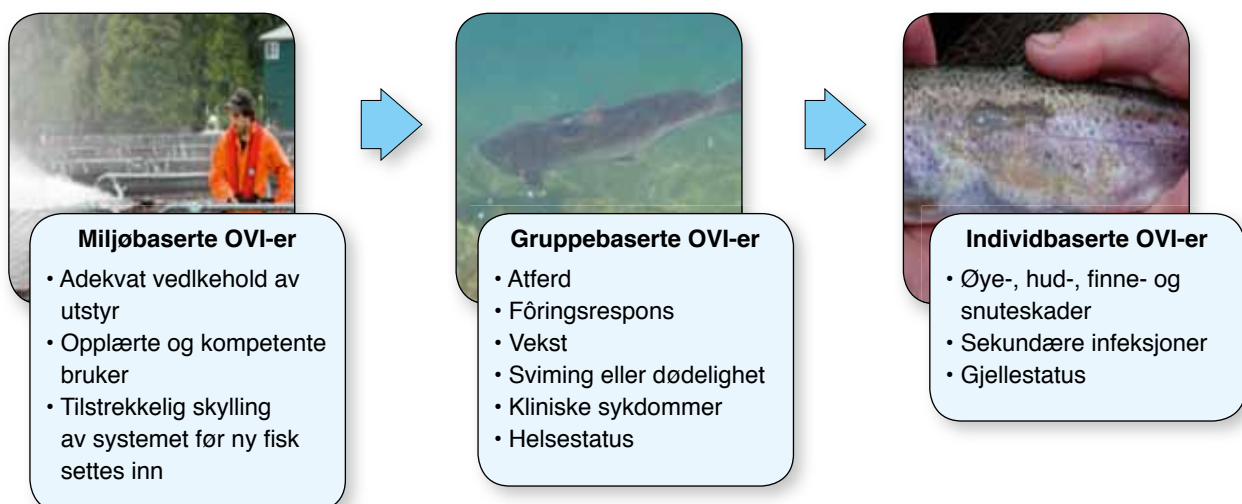 Miljøbaserte OVI-er
• Adekvat vedlkehold av
utstyr
• Opplærte og kompetente
bruker
• Tilstrekkelig skylling
av systemet før ny fisk
settes inn
Gruppebaserte OVI-er
• Atferd
• Fôringsrespons
• Vekst
• Sviming eller dødelighet
• Kliniske sykdommer
• Helsestatus
Individbaserte OVI-er
• Øye-, hud-, finne- og
snuteskader
• Sekundære infeksjoner
• Gjellestatus